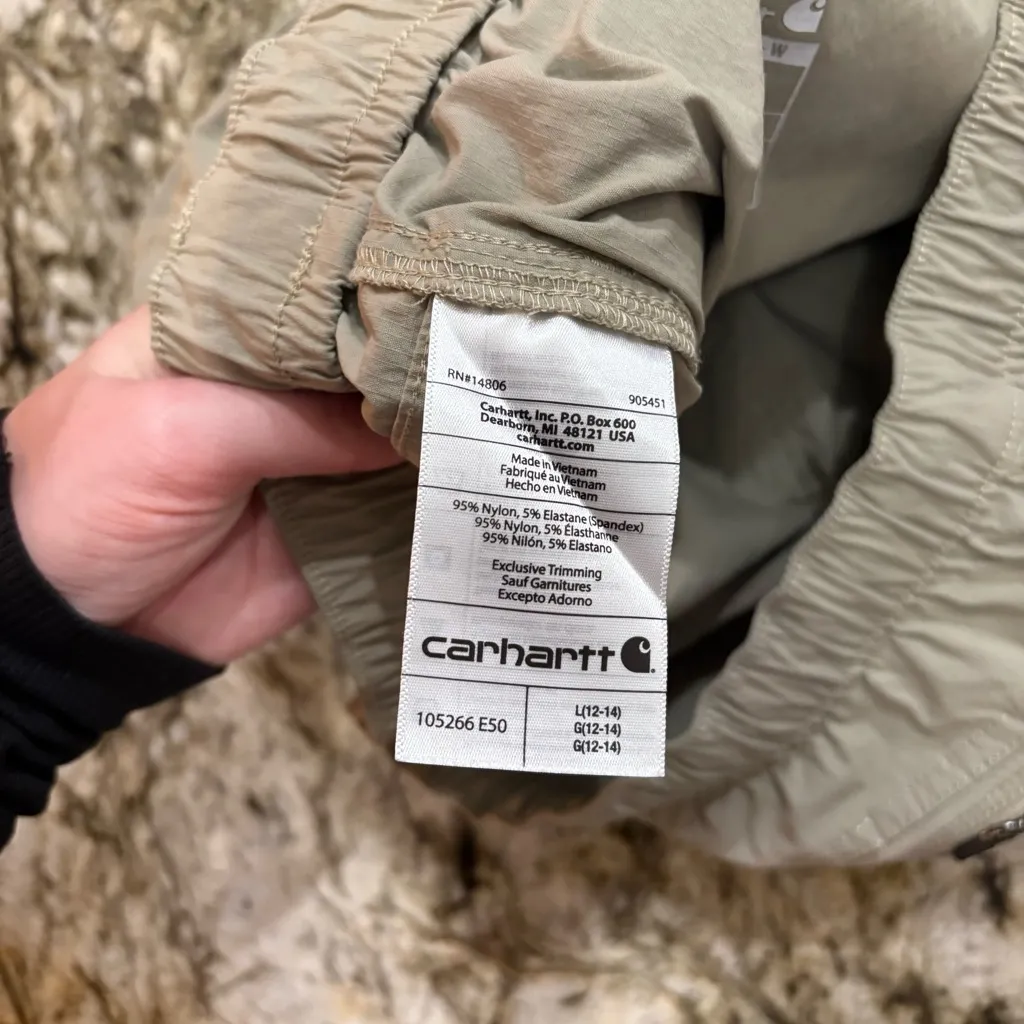 W
RN#14806
905451
Carhartt, Inc. P.O. Box 600
Dearborn, MI 48121 USA
carhartt.com
Made in Vietnam
Fabriqué au Vietnam
Hecho en Vietnam
95% Nylon, 5% Elastane (Spandex)
95% Nylon, 5% Élasthanne
95% Nilón, 5% Elastano
Exclusive Trimming
Sauf Garnitures
Excepto Adorno
carhartt
105266 E50
L(12-14)
G(12-14)
G(12-14)